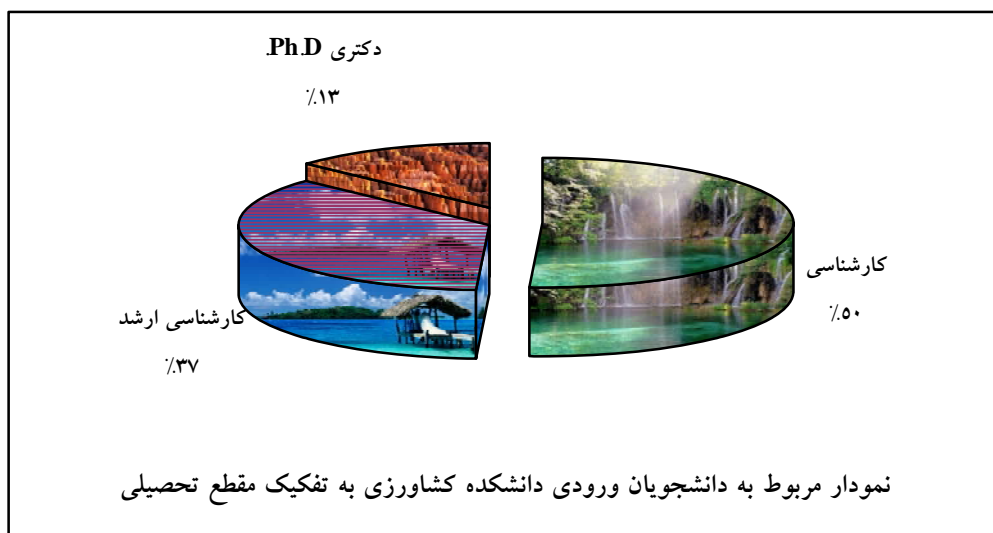 دکتری Ph.D.
٪۱۳
کارشناسی
٪۵۰
کارشناسی ارشد
٪۳۷
نمودار مربوط به دانشجویان ورودی دانشکده کشاورزی به تفکیک مقطع تحصیلی